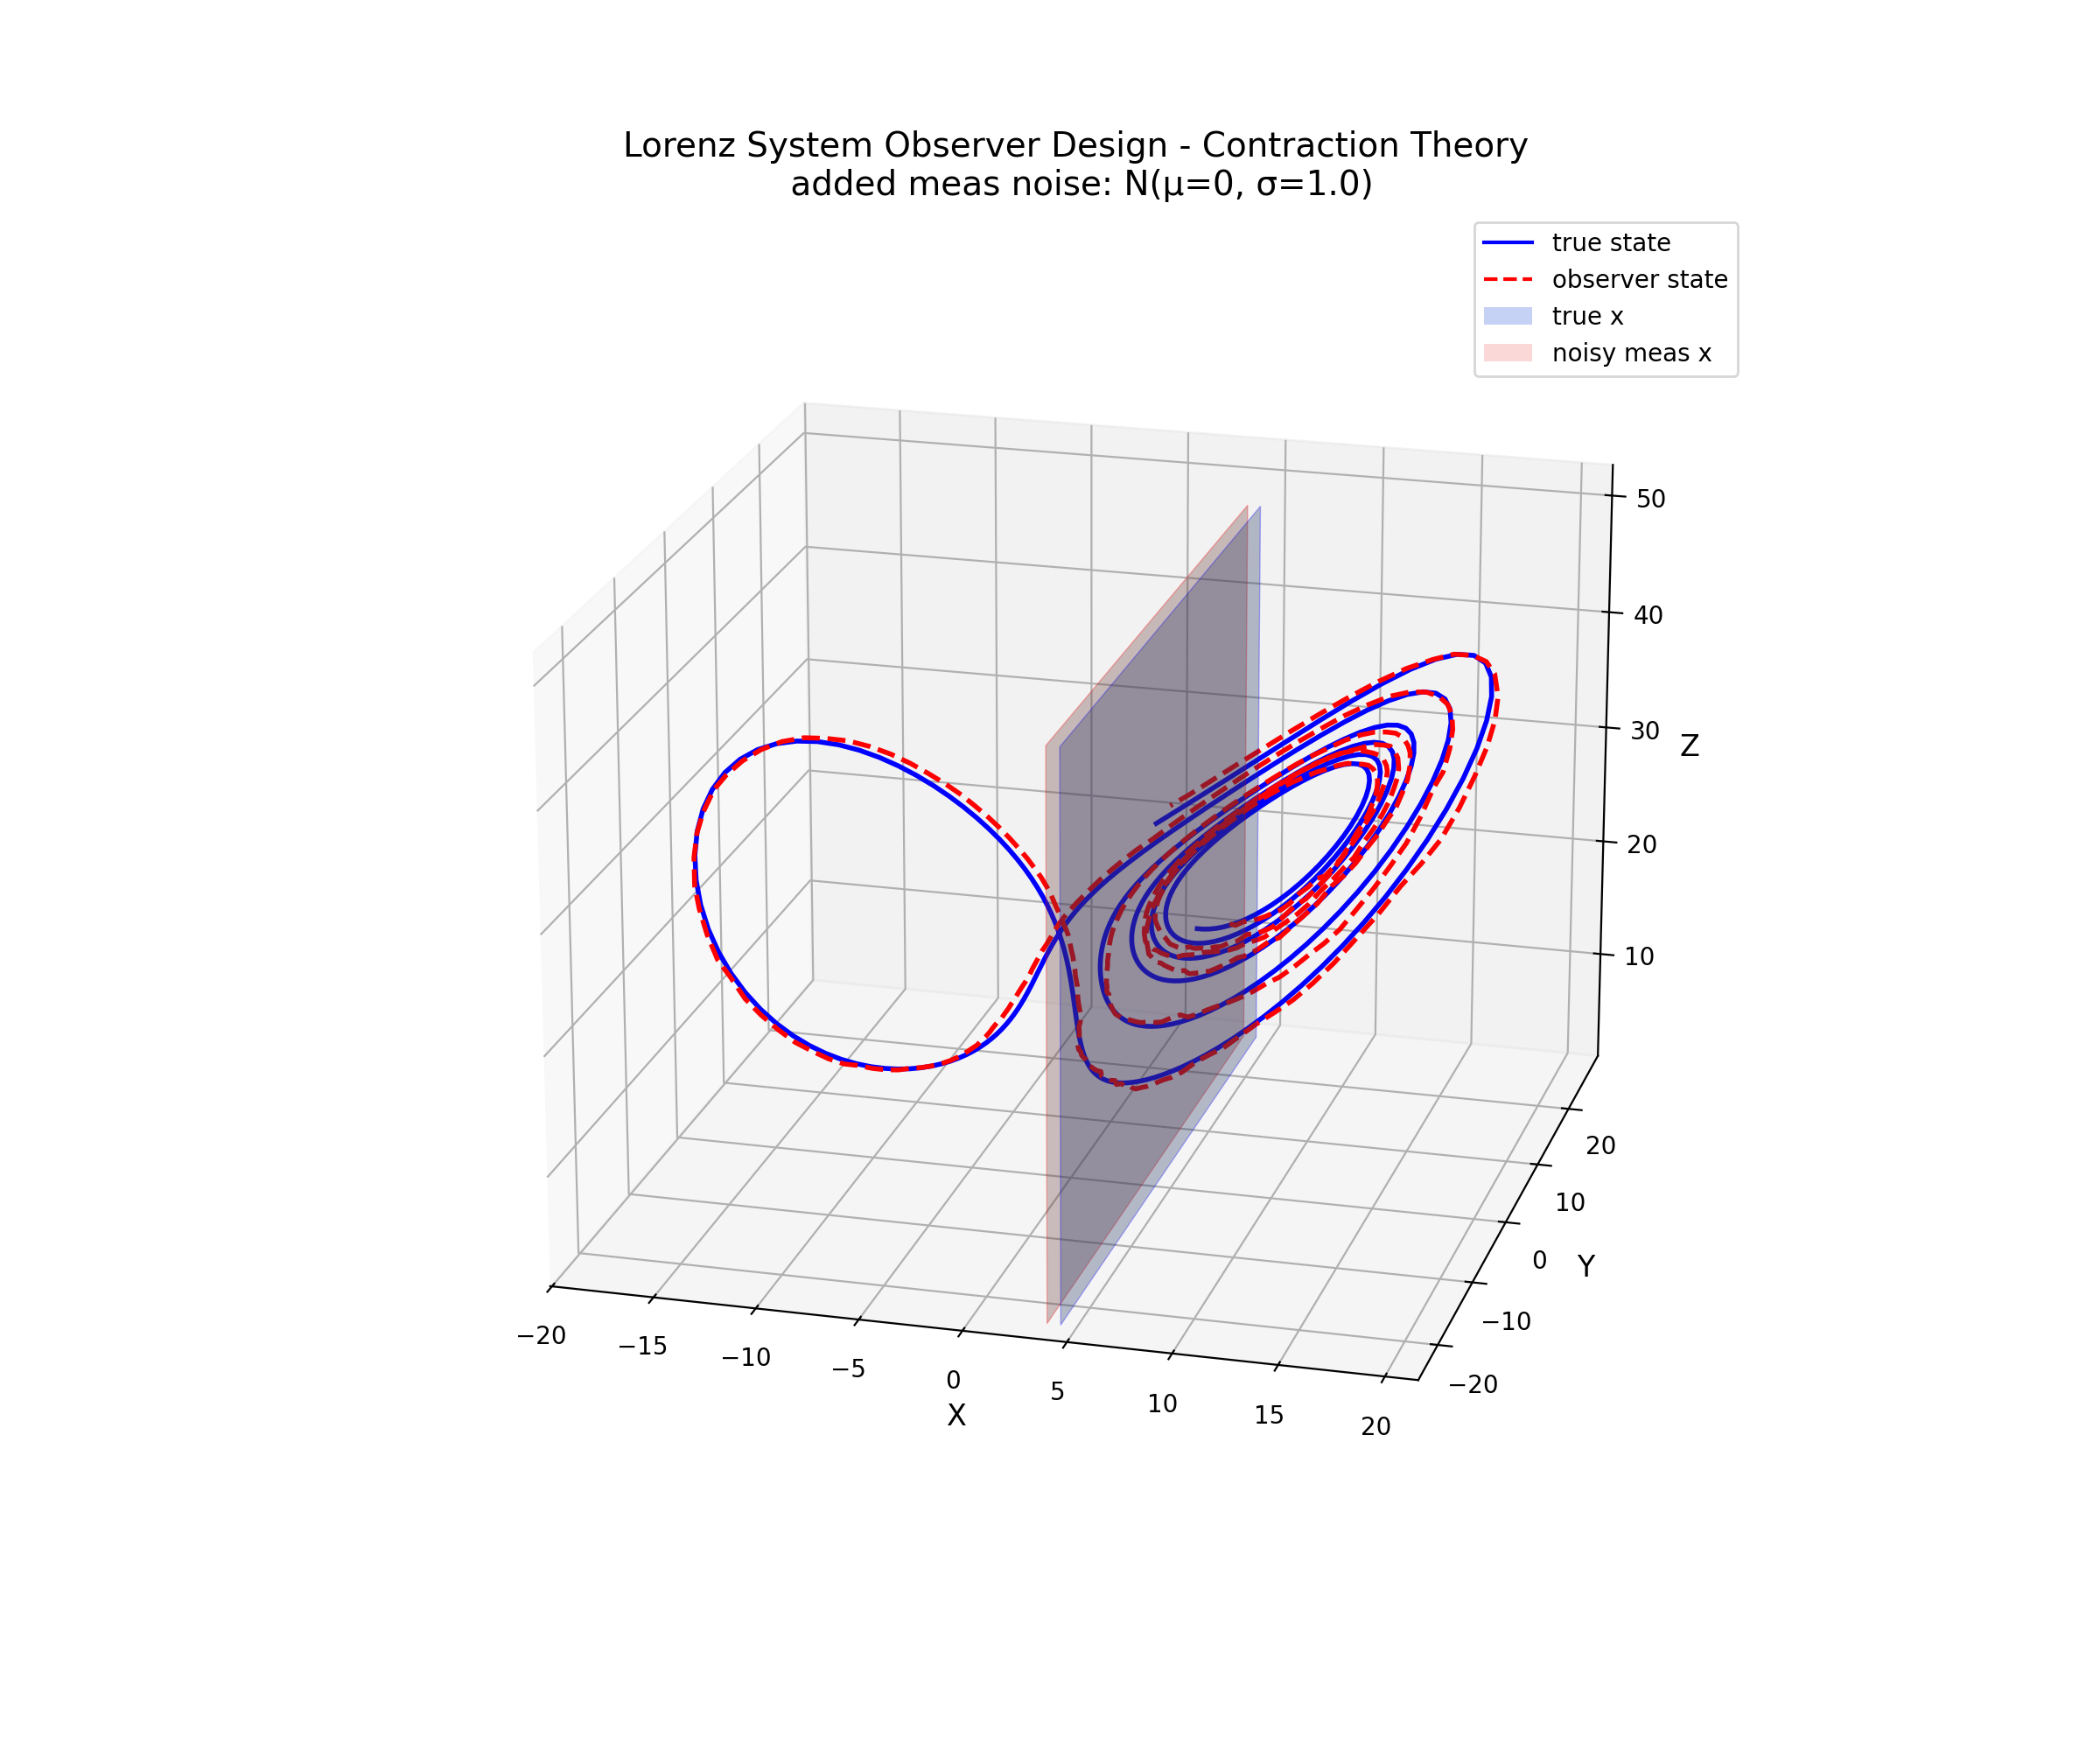 Lorenz System Observer Design - Contraction Theory
added meas noise: N(μ=0, σ=1.0)
true state
observer state
true x
noisy meas x
50
40
30
20
10
Z
20
10
0
−10
−20
Y
−20
−15
−10
−5
0
5
10
15
20
X